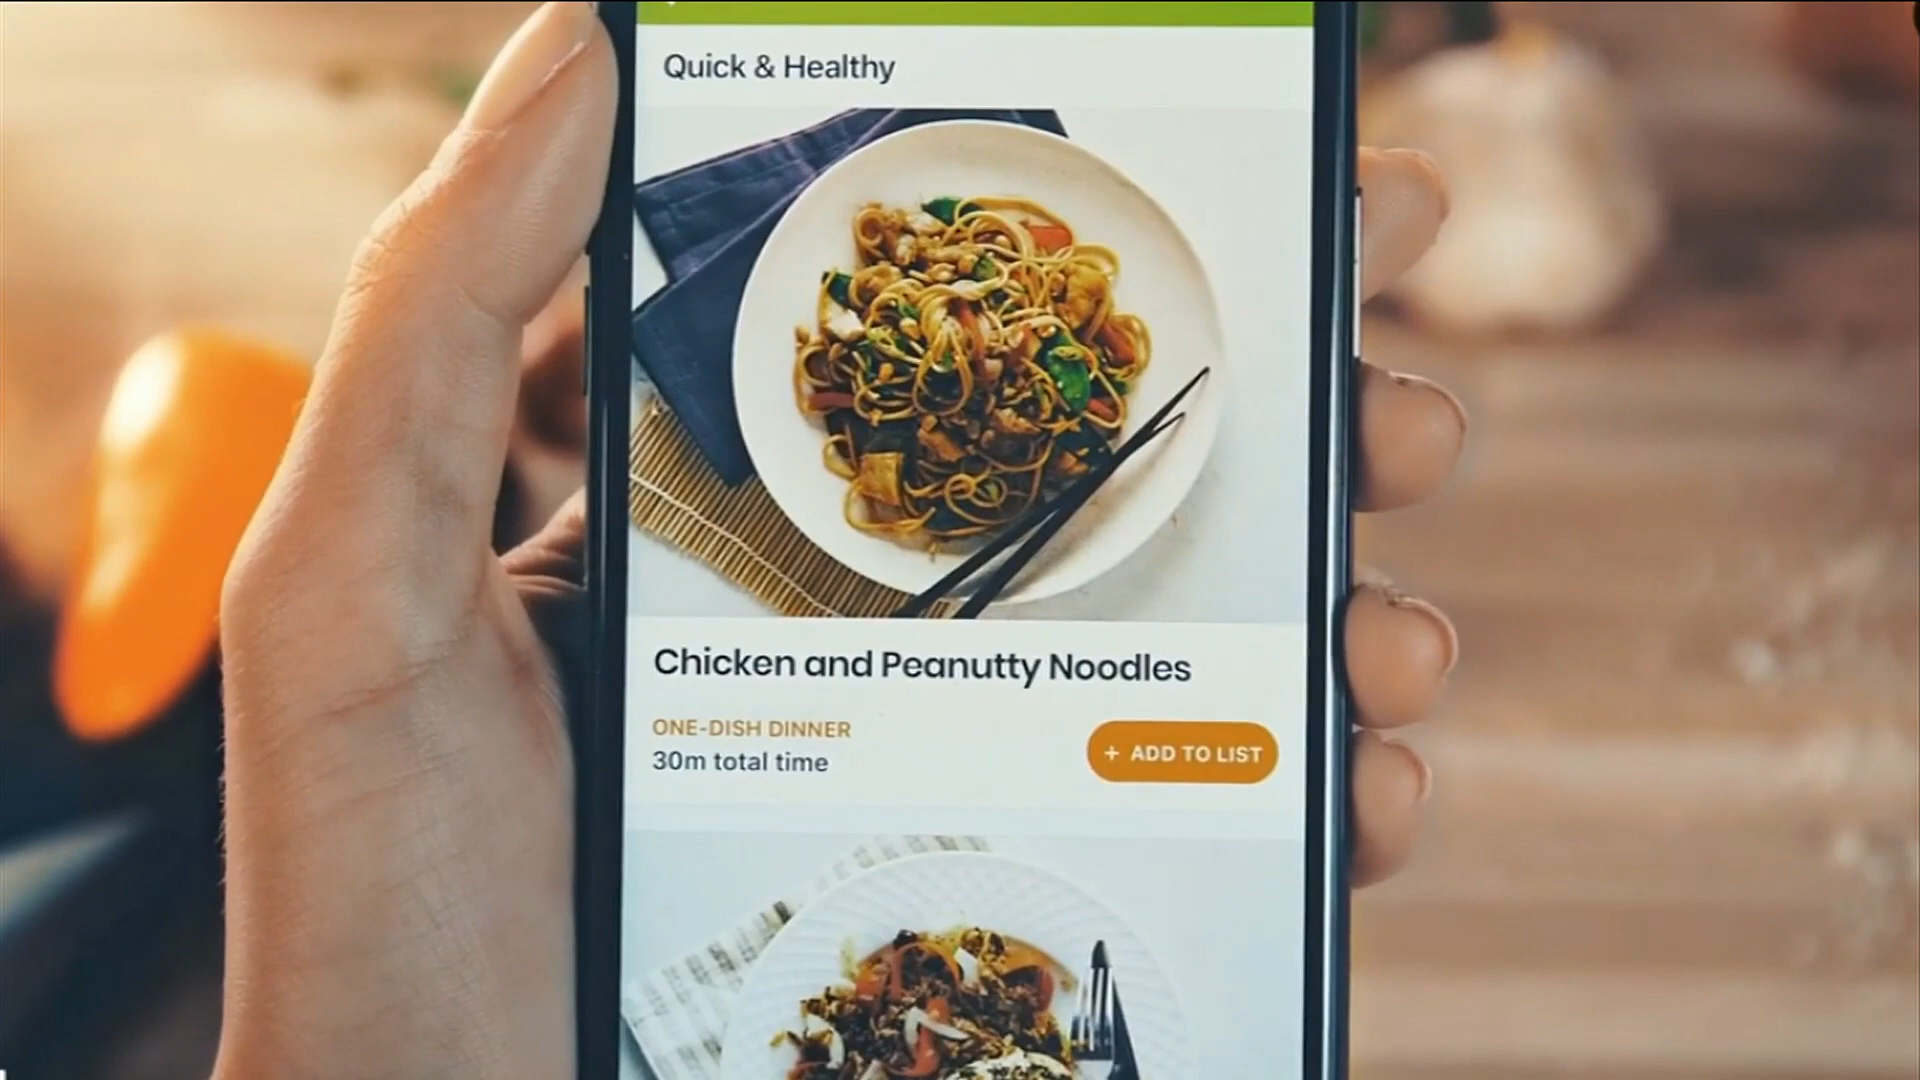 Quick & Healthy
Chicken and Peanutty Noodles
ONE-DISH DINNER
30m total time
+ ADD TO LIST